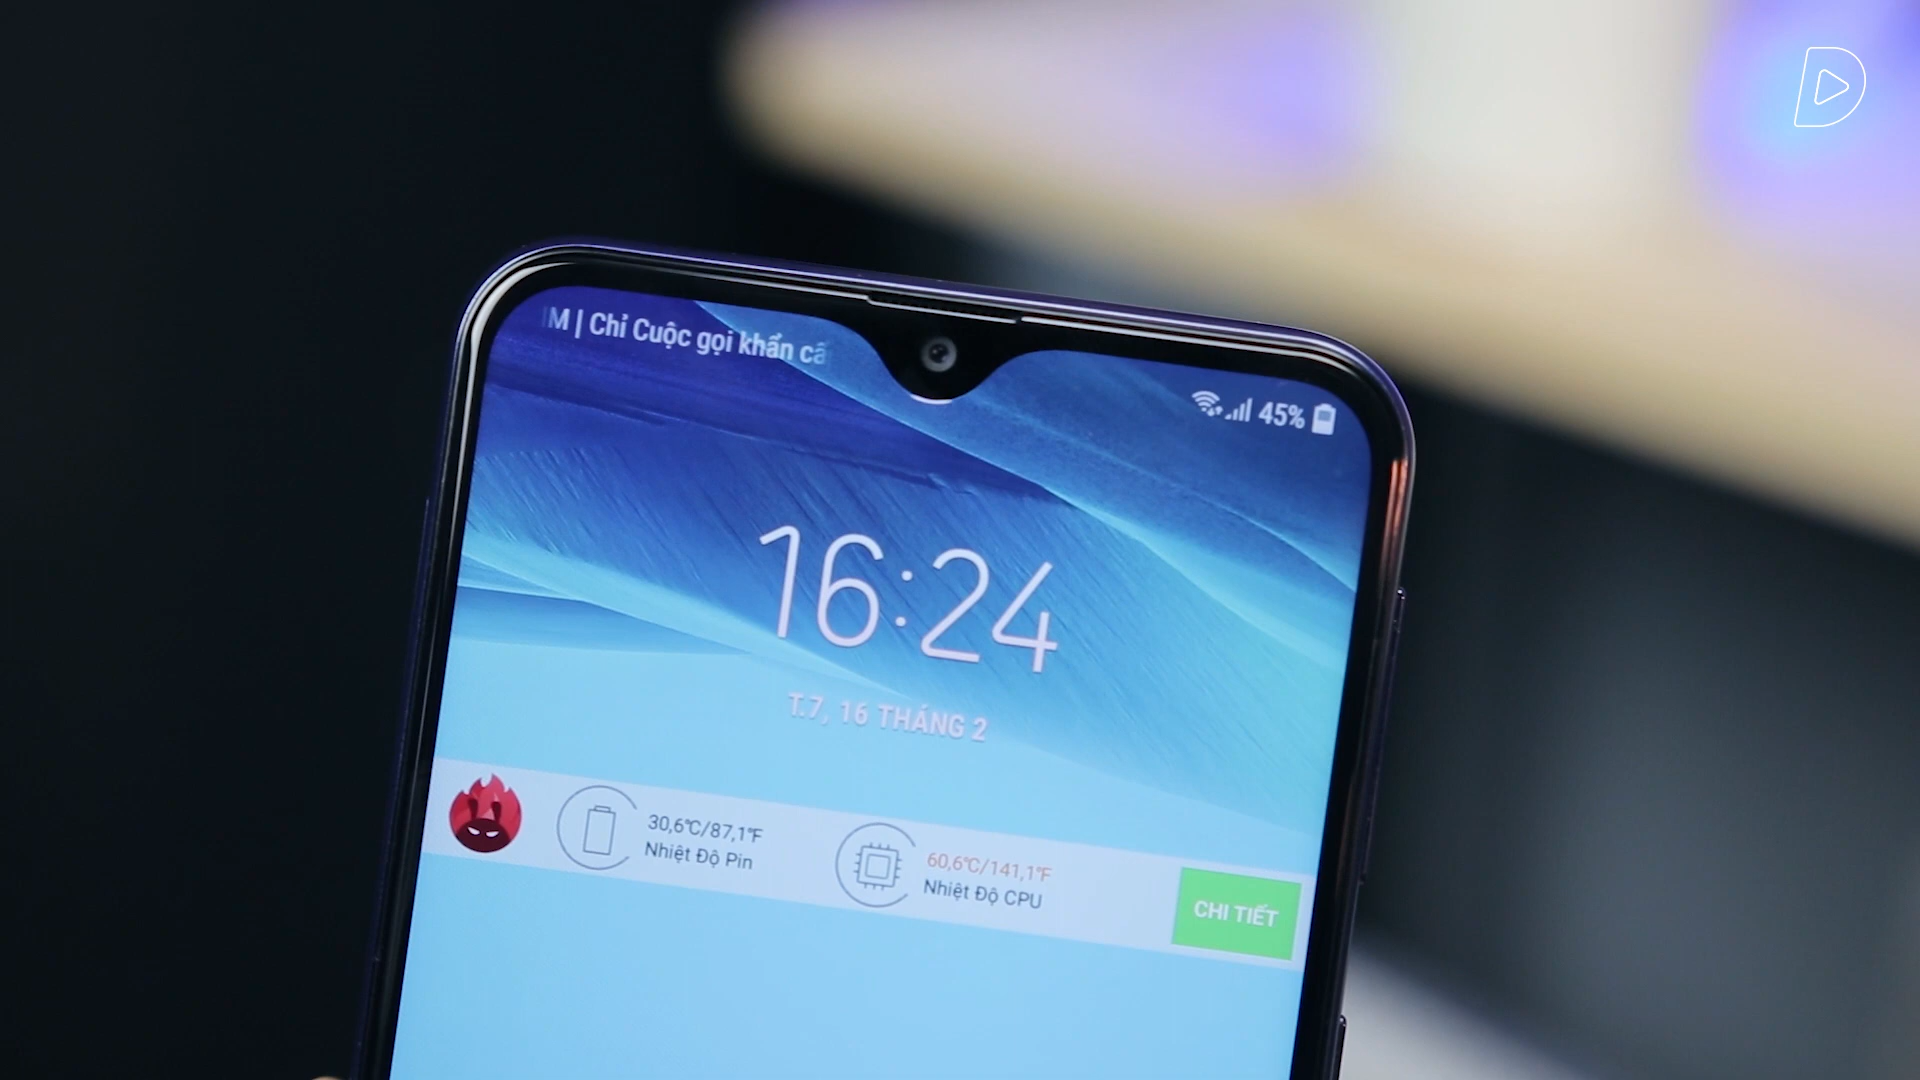 M | Chỉ Cuộc gọi khẩn cấ
45%
16:24
T.7, 16 THÁNG 2
30,6°C/87,1°F
Nhiệt Độ Pin
60,6°C/141,1°F
Nhiệt Độ CPU
CHI TIẾT